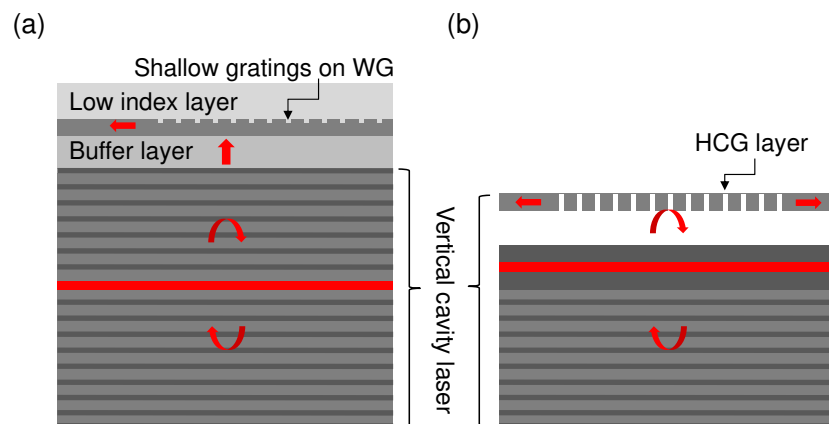 (a)
Shallow gratings on WG
Low index layer
Buffer layer
(b)
HCG layer
Vertical cavity laser